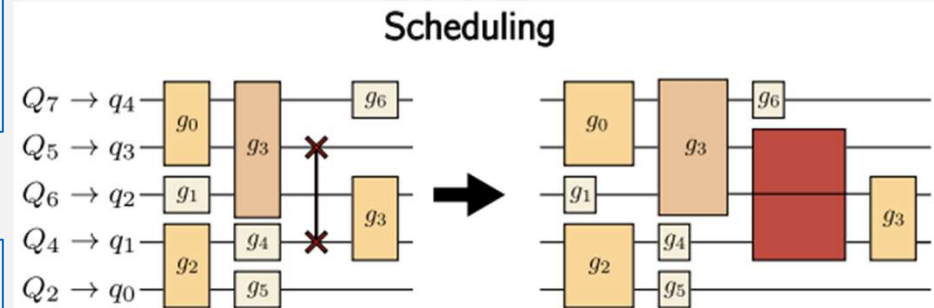 Scheduling
Q₇ → q₄ g₀ g₃ g₆ g₀ g₃ g₆
Q₅ → q₃
Q₆ → q₂ g₁ g₃ g₁ g₃
Q₄ → q₁ g₂ g₄ g₂ g₄
Q₂ → q₀ g₅ g₅